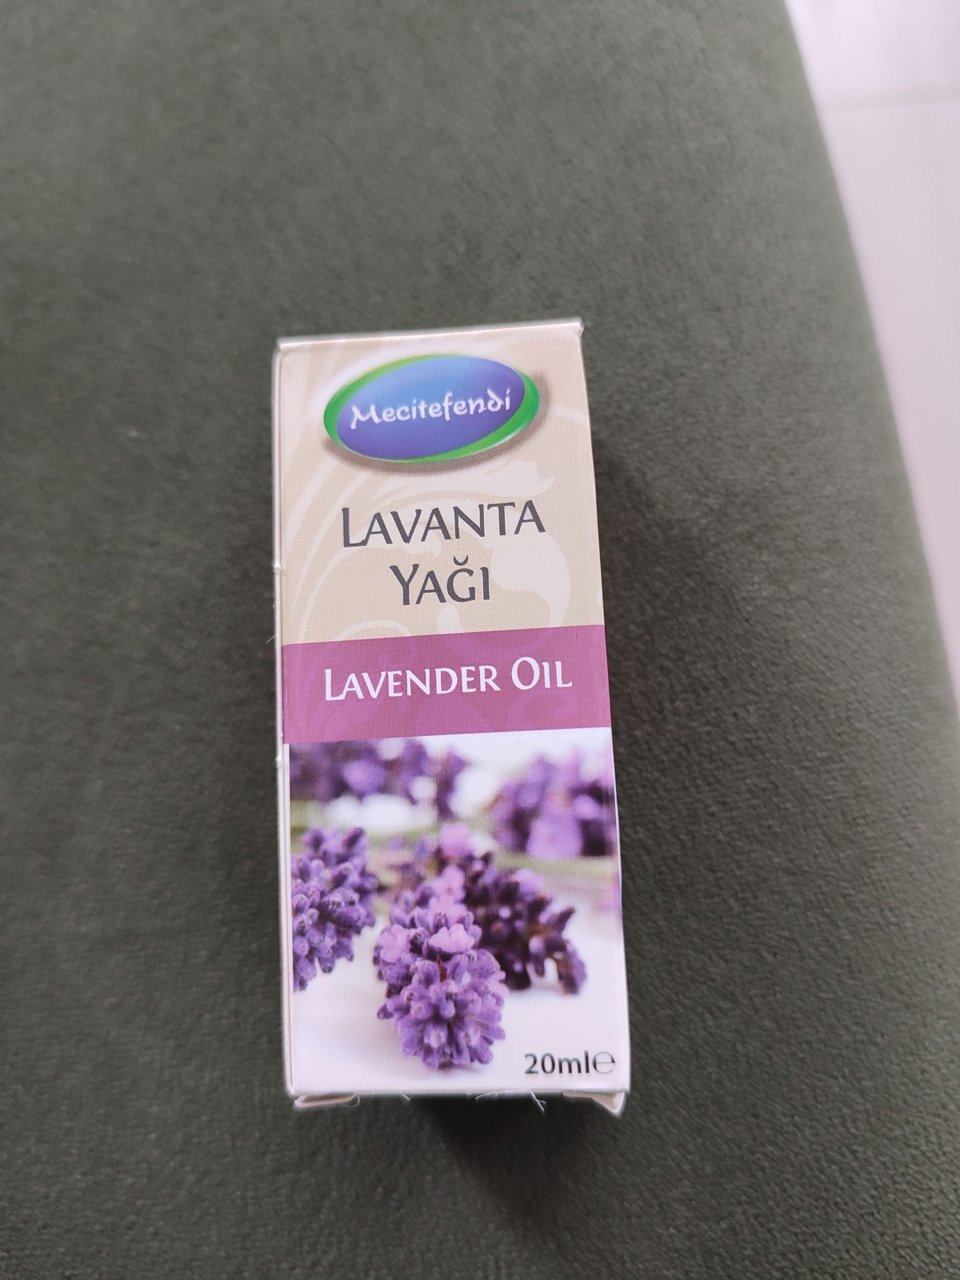 Mecitefendi
LAVANTA
YAĞI
LAVENDER OIL
20ml℮